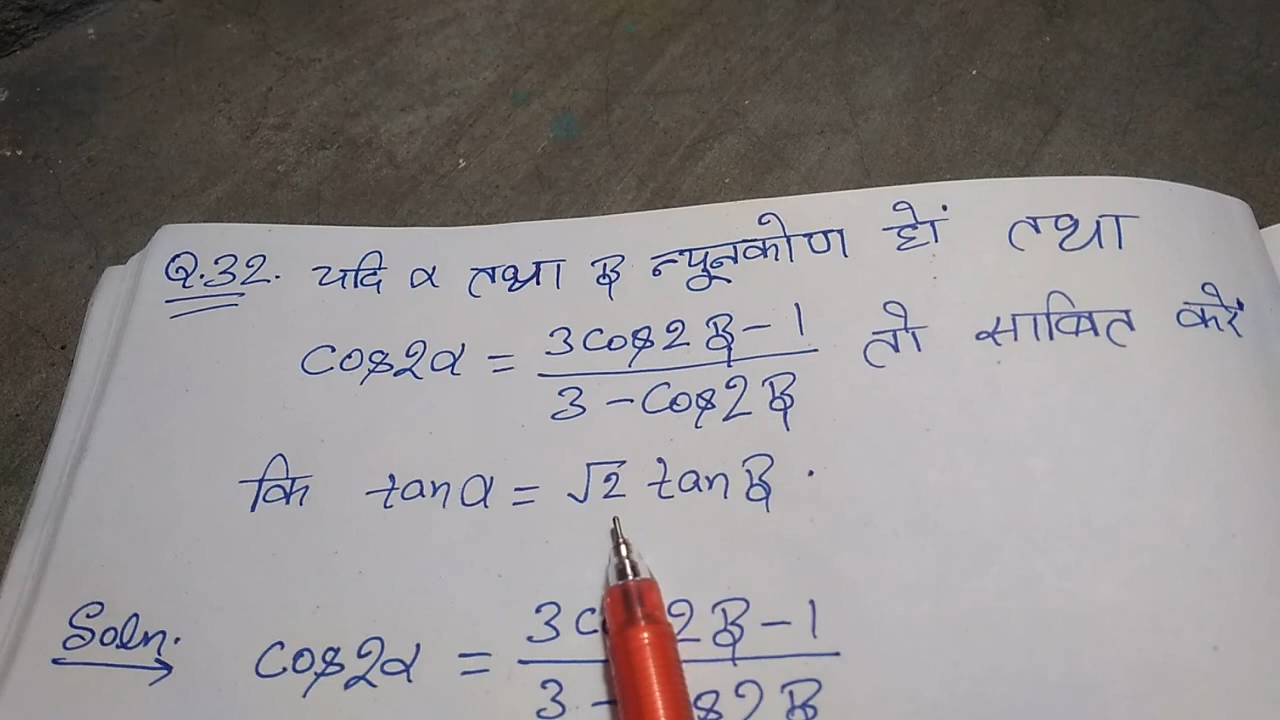 Q.32. यदि α तथा β न्यूनकोण हों तथा
cos2α = (3cos2β - 1)/(3 - cos2β) तो साबित करें
कि tanα = √2 tanβ.
Soln. cos2α = (3c 2β - 1)/(3 - s2β)